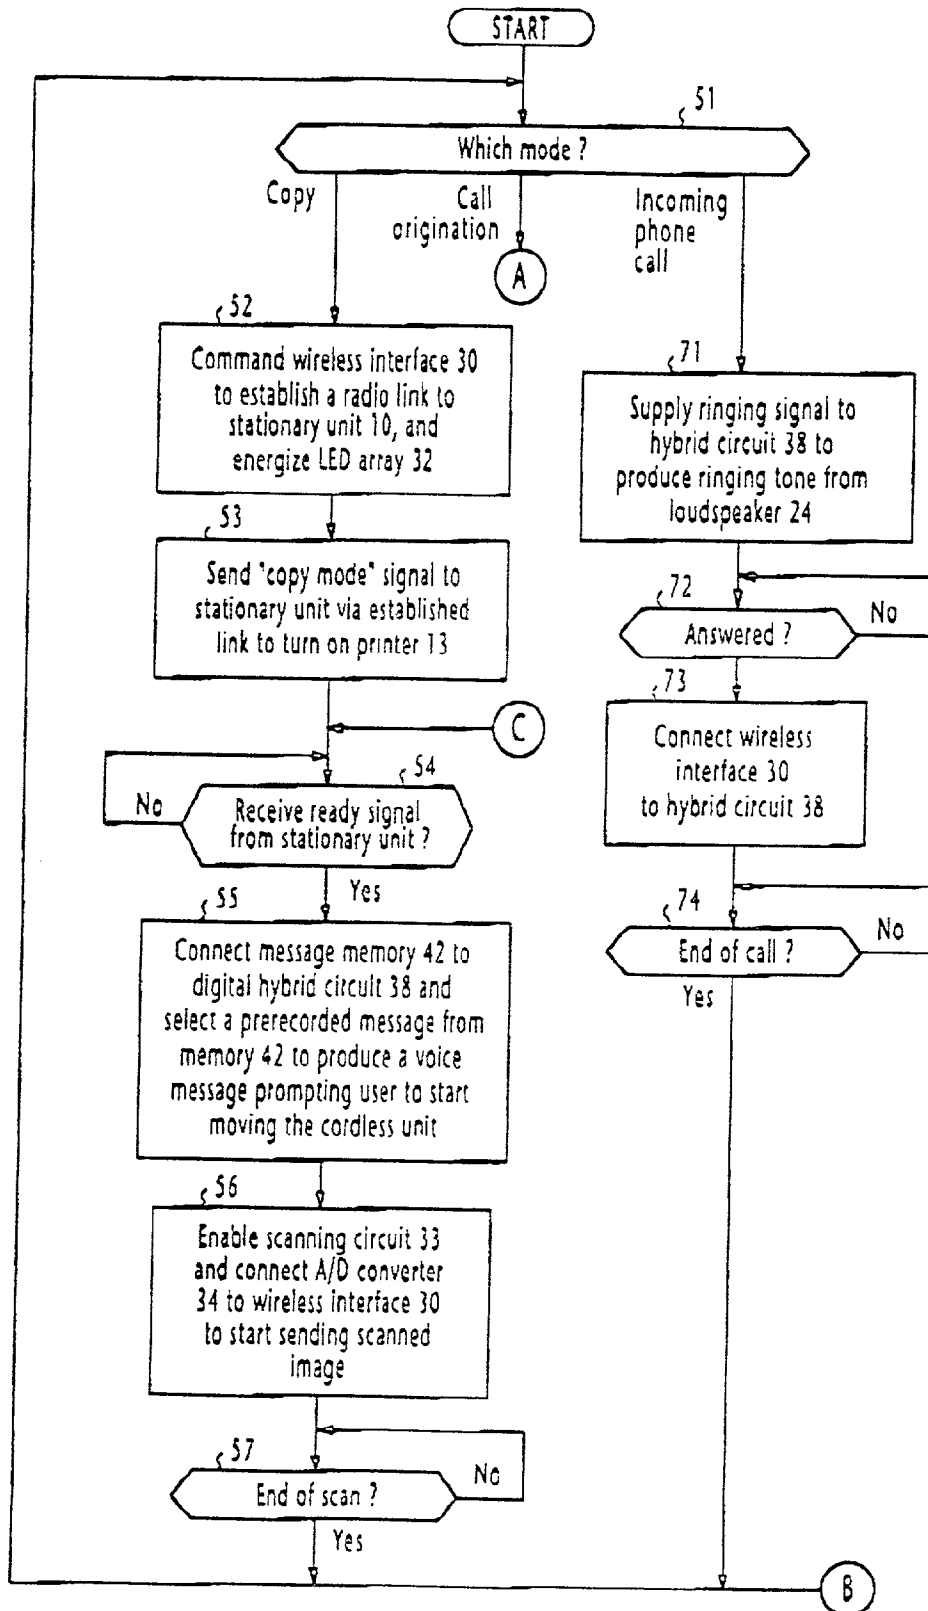 START
51
Which mode ?
Copy
Call
origination
Incoming
phone
call
A
52
Command wireless interface 30
to establish a radio link to
stationary unit 10, and
energize LED array 32
71
Supply ringing signal to
hybrid circuit 38 to
produce ringing tone from
loudspeaker 24
53
Send "copy mode" signal to
stationary unit via established
link to turn on printer 13
72
Answered ?
No
73
Connect wireless
interface 30
to hybrid circuit 38
C
54
Receive ready signal
from stationary unit ?
No
Yes
74
End of call ?
No
Yes
55
Connect message memory 42 to
digital hybrid circuit 38 and
select a prerecorded message from
memory 42 to produce a voice
message prompting user to start
moving the cordless unit
56
Enable scanning circuit 33
and connect A/D converter
34 to wireless interface 30
to start sending scanned
image
57
End of scan ?
No
Yes
B